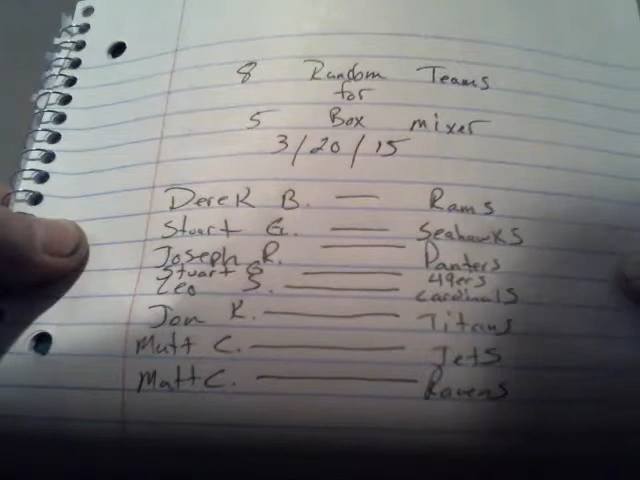 8 Random Teams
for
5 Box mixer
3/20/15
Derek B. — Rams
Stuart G. — Seahawks
Joseph R. — Panters
Stuart G — 49ers
Leo S. — Cardinals
Jon K. — Titans
Matt C. — Jets
Matt C. — Ravens